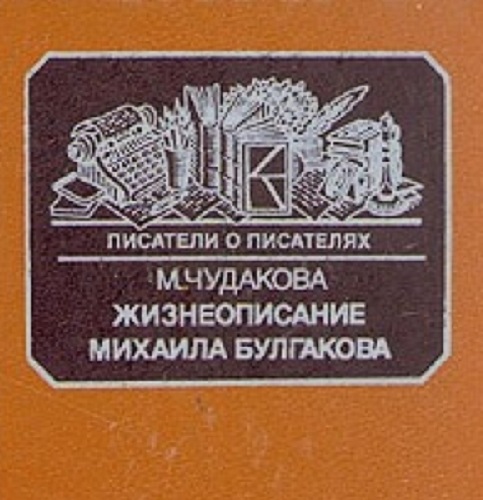 ПИСАТЕЛИ О ПИСАТЕЛЯХ
М.ЧУДАКОВА
ЖИЗНЕОПИСАНИЕ
МИХАИЛА БУЛГАКОВА